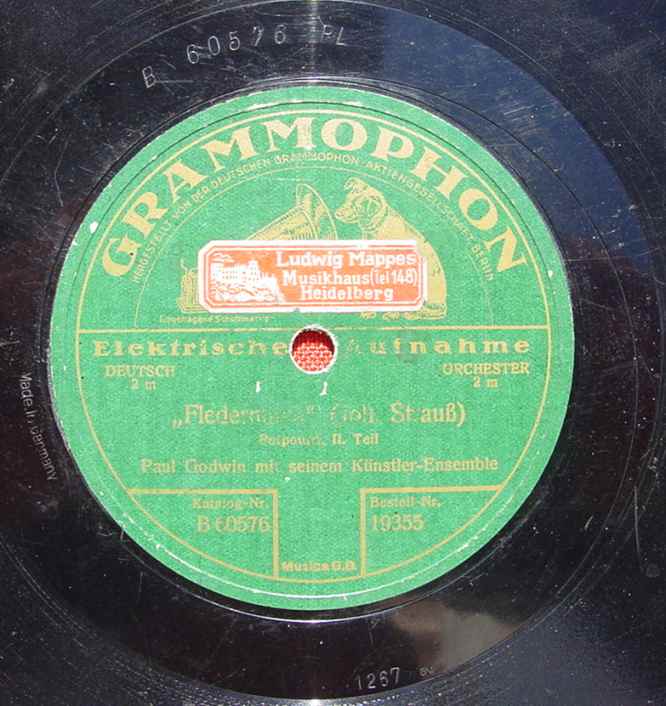 B 60576 PL
GRAMMOPHON
HERGESTELLT VON DER DEUTSCHEN GRAMMOPHON-AKTIENGESELLSCHAFT, BERLIN
Ludwig Mappes
Musikhaus (Tel 148)
Heidelberg
Eingetragene Schutzmarke
Elektrische Aufnahme
DEUTSCH
2 m
ORCHESTER
2 m
„Fledermaus" (Joh. Strauß)
Potpourri, II. Teil
Paul Godwin mit seinem Künstler-Ensemble
Katalog-Nr.
B 60576
Bestell-Nr.
19355
Musica G.D.
Made in Germany
1267